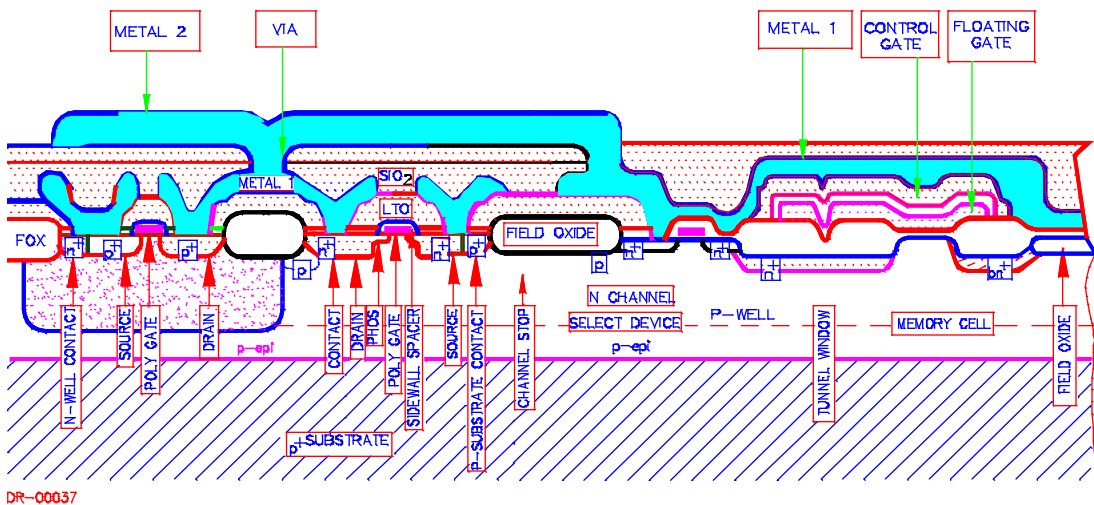 METAL 2
VIA
METAL 1
CONTROL
GATE
FLOATING
GATE
METAL 1
SIO2
LTO
FOX
FIELD OXIDE
n+
p+
p+
p
n+
n+
p+
p
n+
n+
n+
N CHANNEL
SELECT DEVICE
P-WELL
MEMORY CELL
p-epi
p-epi
N-WELL CONTACT
SOURCE
POLY GATE
DRAIN
CONTACT
DRAIN
PHOS
POLY GATE
SIDEWALL SPACER
SOURCE
P-SUBSTRATE CONTACT
CHANNEL STOP
TUNNEL WINDOW
FIELD OXIDE
p+ SUBSTRATE
DR-00037